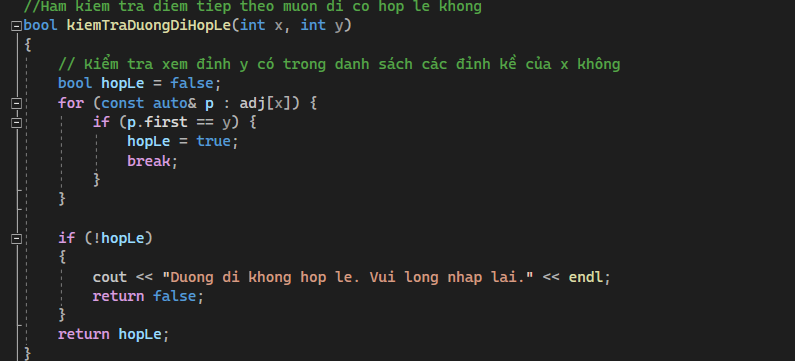 //Ham kiem tra diem tiep theo muon di co hop le khong
bool kiemTraDuongDiHopLe(int x, int y)
{
// Kiểm tra xem đỉnh y có trong danh sách các đỉnh kề của x không
bool hopLe = false;
for (const auto& p : adj[x]) {
if (p.first == y) {
hopLe = true;
break;
}
}
if (!hopLe)
{
cout << "Duong di khong hop le. Vui long nhap lai." << endl;
return false;
}
return hopLe;
}